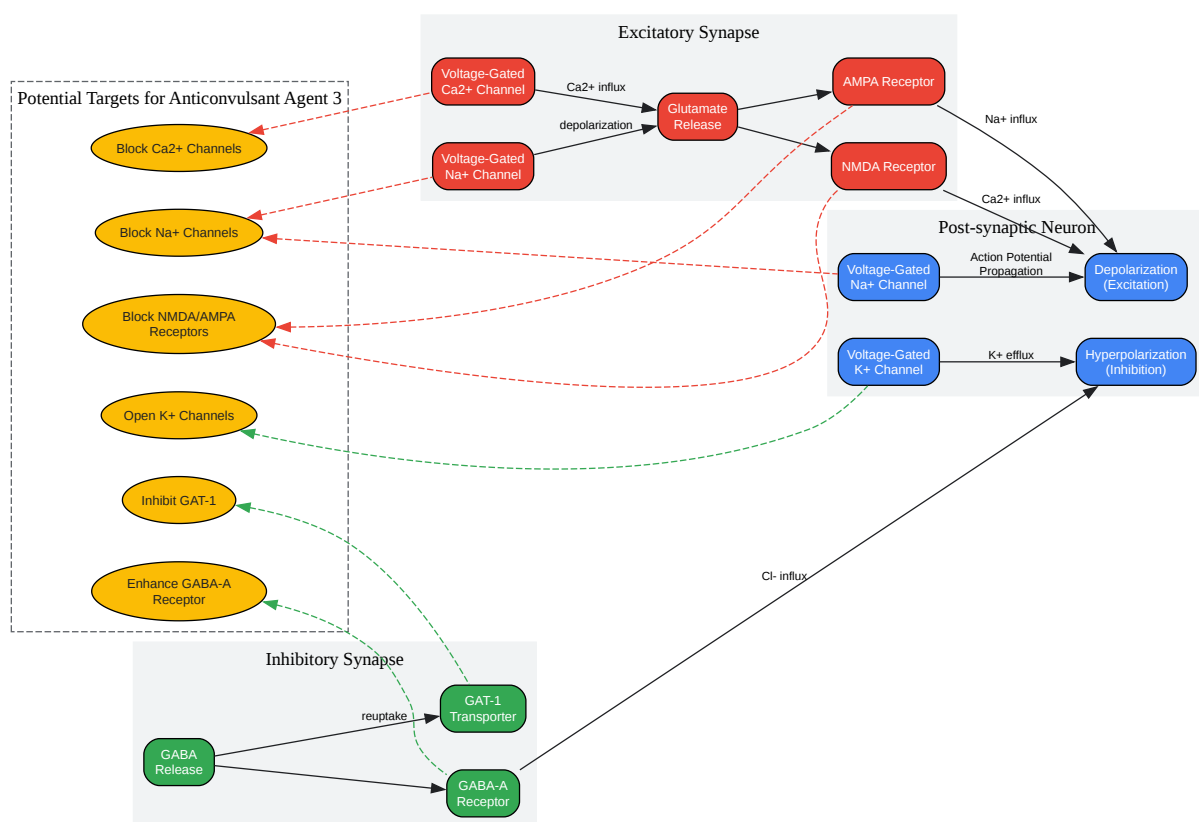 Excitatory Synapse
Voltage-Gated
Ca2+ Channel
Ca2+ influx
Voltage-Gated
Na+ Channel
depolarization
Glutamate
Release
AMPA Receptor
NMDA Receptor
Na+ influx
Ca2+ influx
Potential Targets for Anticonvulsant Agent 3
Block Ca2+ Channels
Block Na+ Channels
Block NMDA/AMPA
Receptors
Open K+ Channels
Inhibit GAT-1
Enhance GABA-A
Receptor
Post-synaptic Neuron
Voltage-Gated
Na+ Channel
Action Potential
Propagation
Depolarization
(Excitation)
Voltage-Gated
K+ Channel
K+ efflux
Hyperpolarization
(Inhibition)
Cl- influx
Inhibitory Synapse
GABA
Release
reuptake
GAT-1
Transporter
GABA-A
Receptor